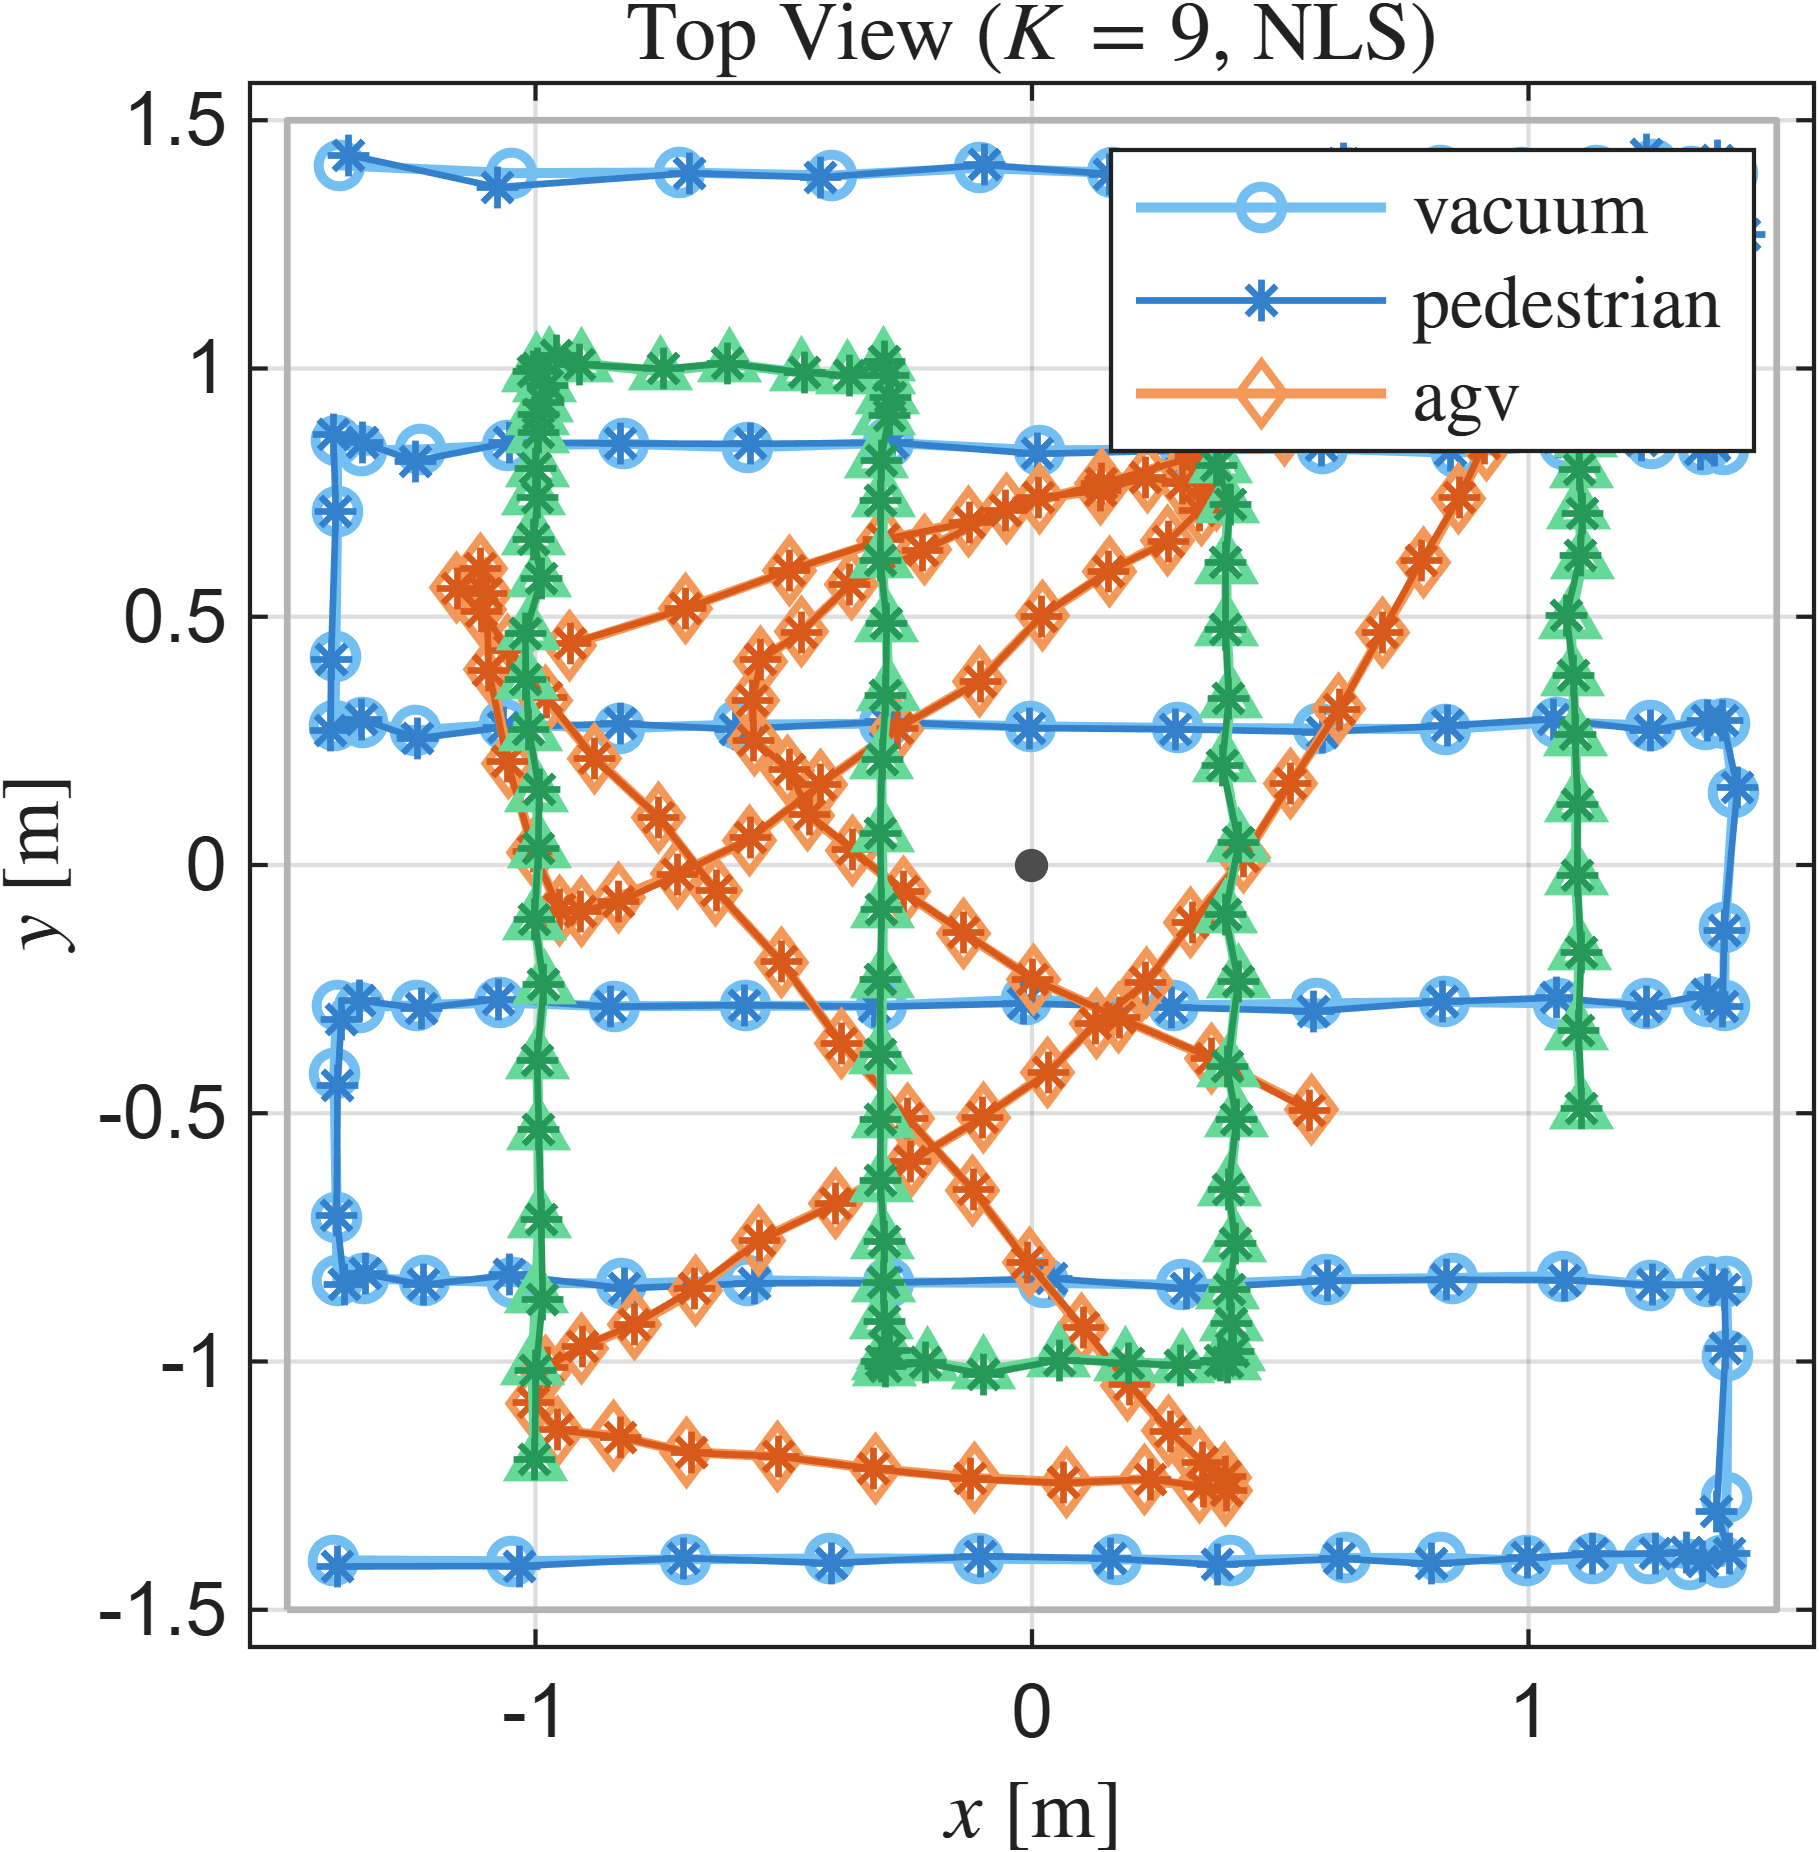 Top View (K = 9, NLS)
1.5
1
0.5
0
-0.5
-1
-1.5
y [m]
vacuum
pedestrian
agv
-1 0 1
x [m]